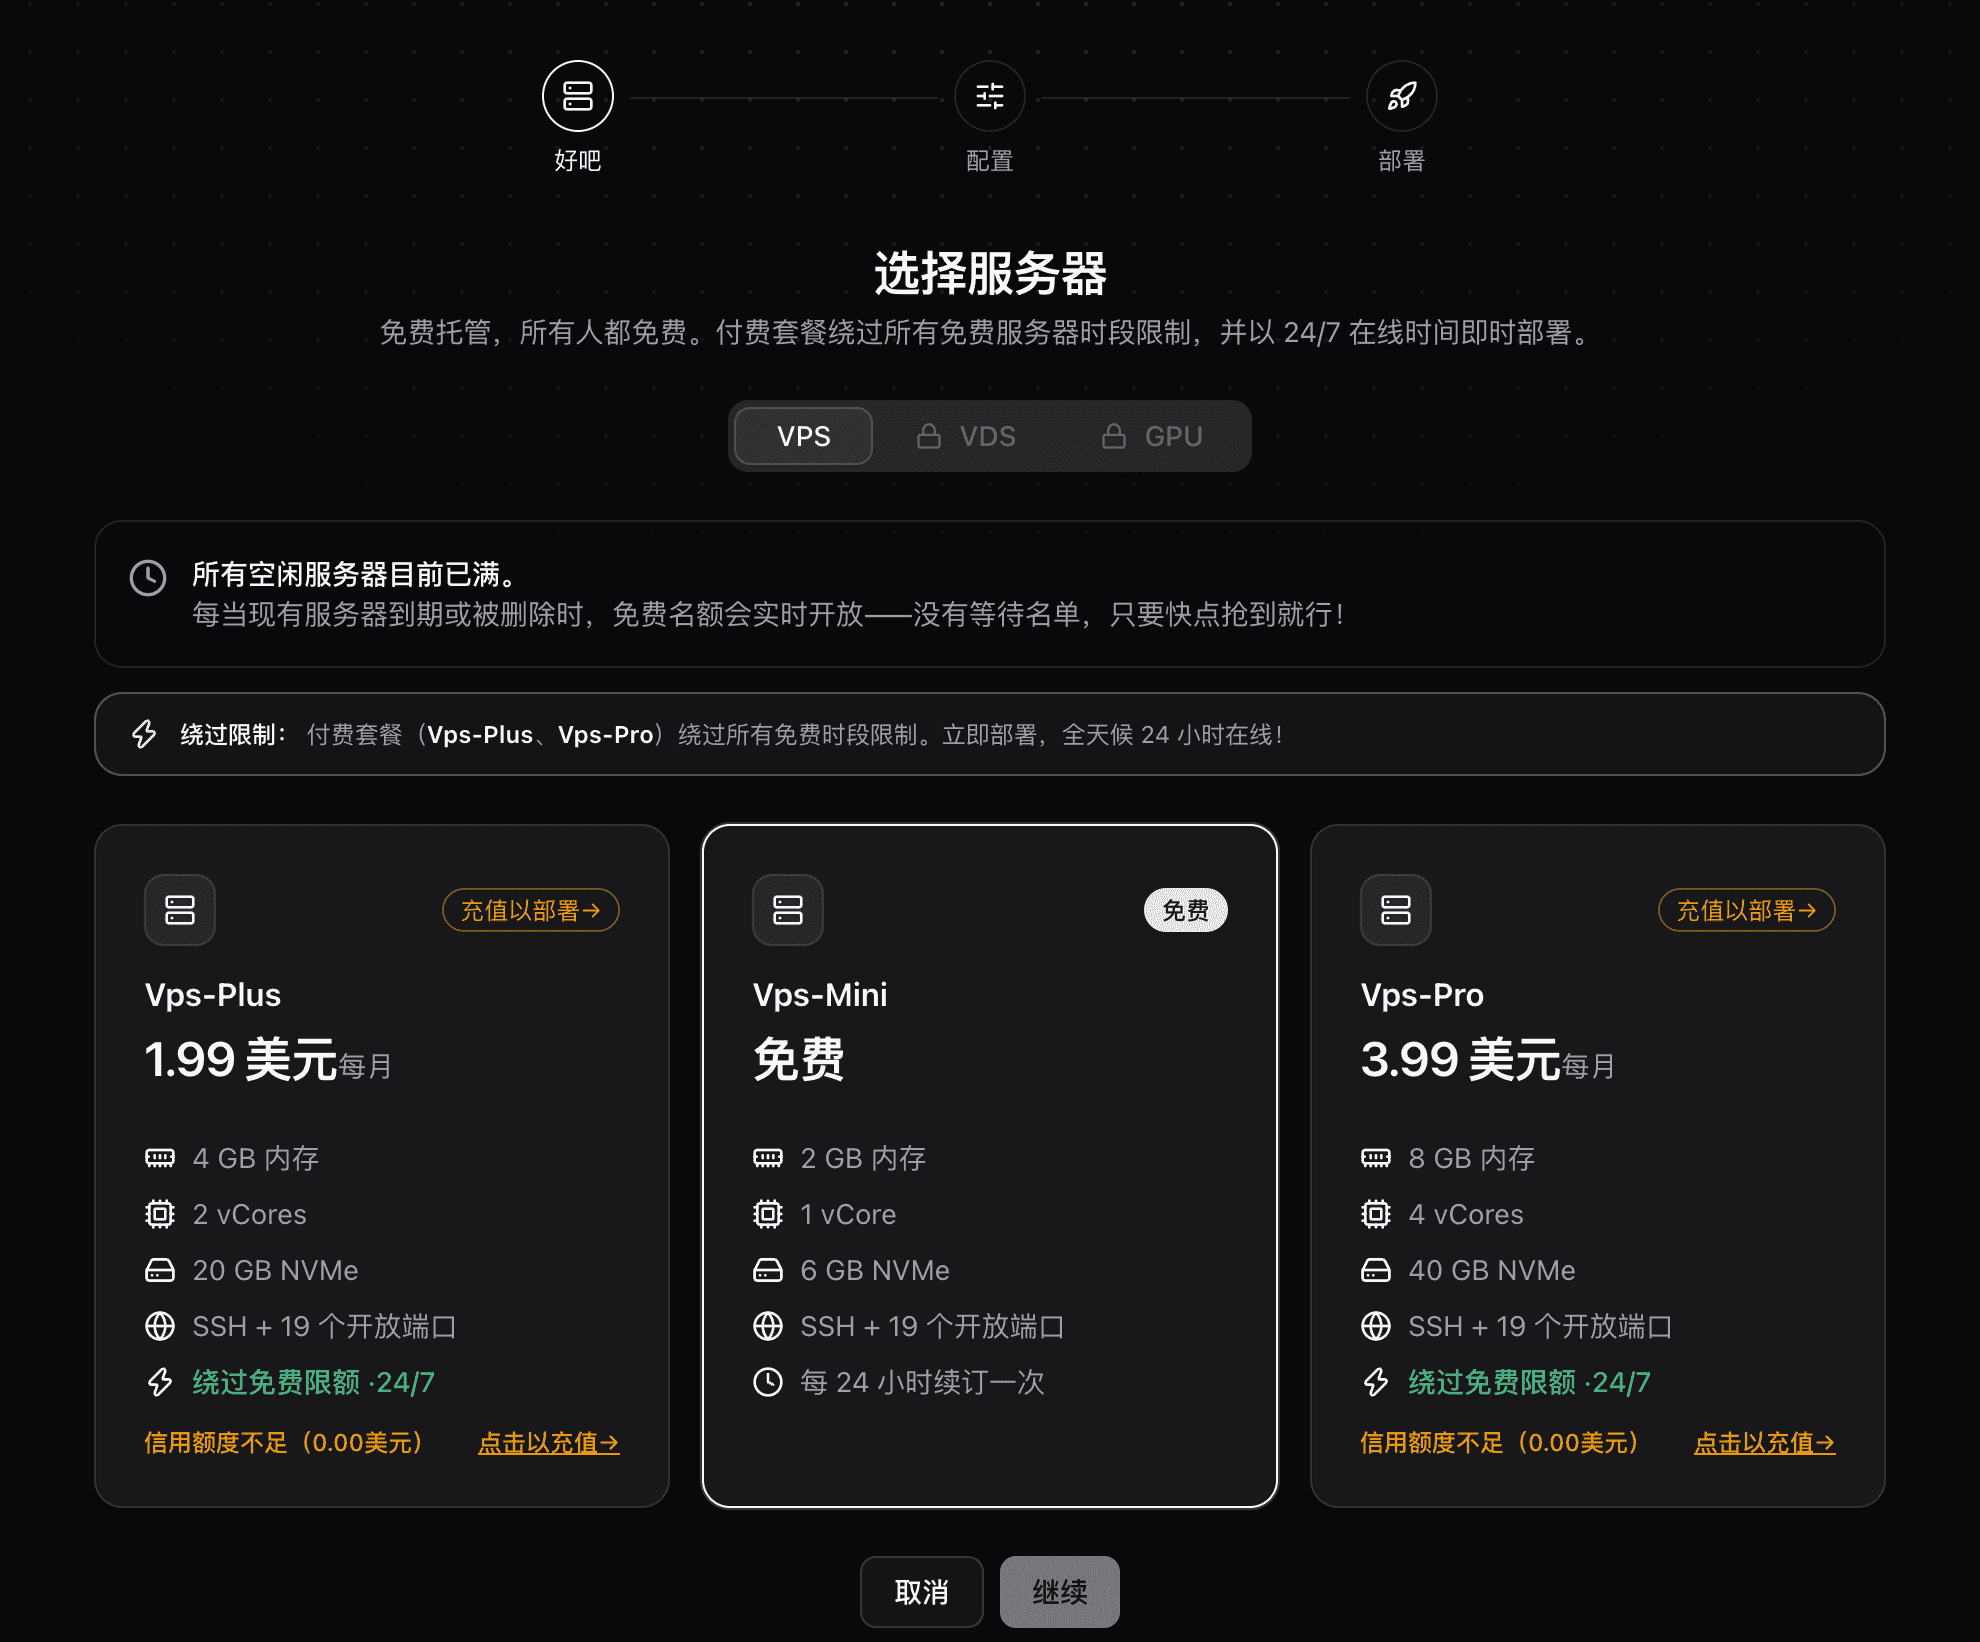 好吧
配置
部署
选择服务器
免费托管，所有人都免费。付费套餐绕过所有免费服务器时段限制，并以 24/7 在线时间即时部署。
VPS
VDS
GPU
所有空闲服务器目前已满。
每当现有服务器到期或被删除时，免费名额会实时开放——没有等待名单，只要快点抢到就行！
绕过限制： 付费套餐（Vps-Plus、Vps-Pro）绕过所有免费时段限制。立即部署，全天候 24 小时在线！
充值以部署→
Vps-Plus
1.99 美元每月
4 GB 内存
2 vCores
20 GB NVMe
SSH + 19 个开放端口
绕过免费限额 ·24/7
信用额度不足（0.00美元） 点击以充值→
免费
Vps-Mini
免费
2 GB 内存
1 vCore
6 GB NVMe
SSH + 19 个开放端口
每 24 小时续订一次
充值以部署→
Vps-Pro
3.99 美元每月
8 GB 内存
4 vCores
40 GB NVMe
SSH + 19 个开放端口
绕过免费限额 ·24/7
信用额度不足（0.00美元） 点击以充值→
取消
继续